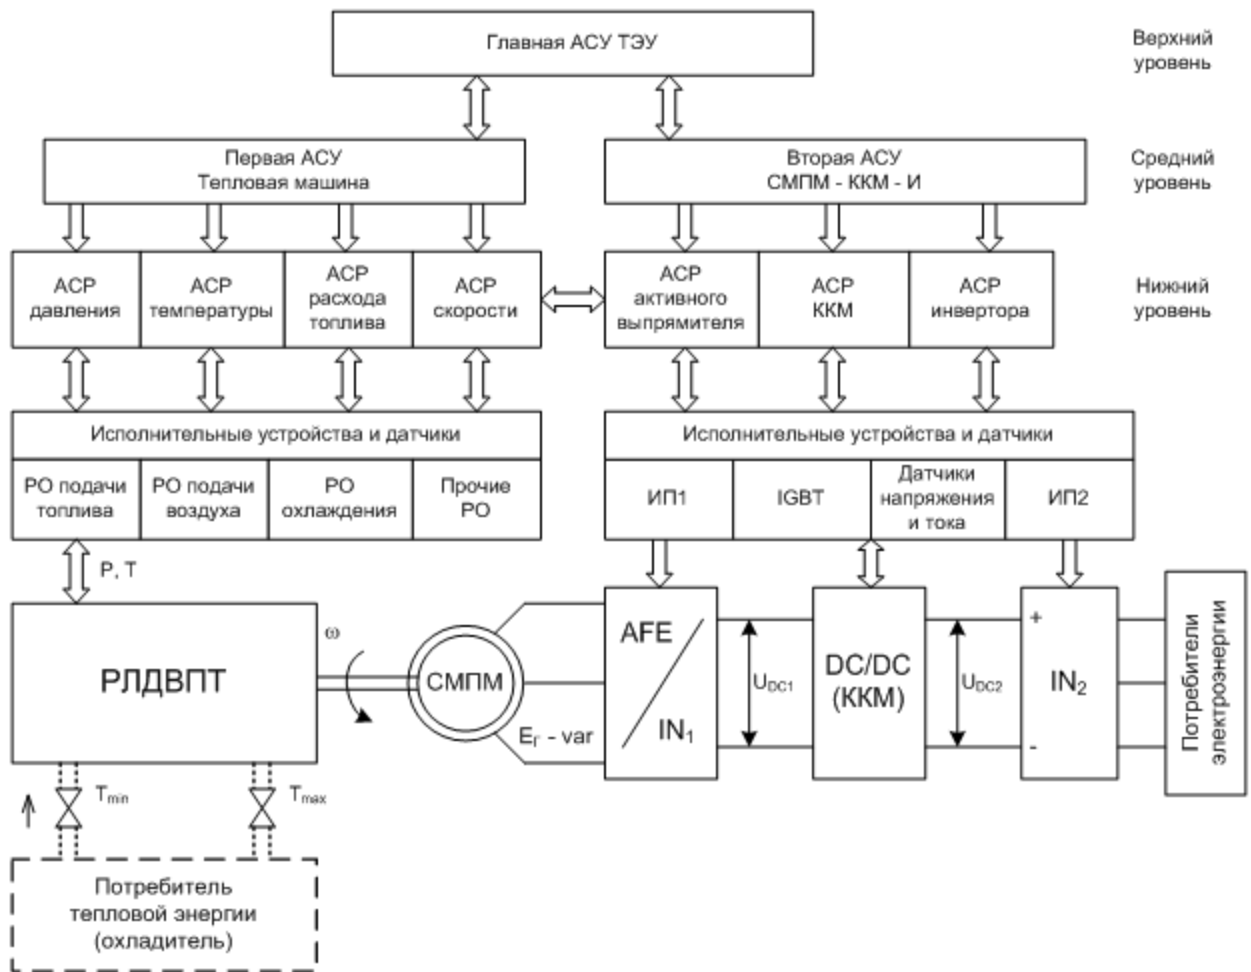 Главная АСУ ТЭУ
Верхний
уровень
Первая АСУ
Тепловая машина
Вторая АСУ
СМПМ - ККМ - И
Средний
уровень
АСР
давления
АСР
температуры
АСР
расхода
топлива
АСР
скорости
АСР
активного
выпрямителя
АСР
ККМ
АСР
инвертора
Нижний
уровень
Исполнительные устройства и датчики
РО подачи
топлива
РО подачи
воздуха
РО
охлаждения
Прочие
РО
Исполнительные устройства и датчики
ИП1
IGBT
Датчики
напряжения
и тока
ИП2
P, T
РЛДВПТ
ω
СМПМ
EГ - var
AFE
IN1
UDC1
DC/DC
(ККМ)
UDC2
+
-
IN2
Потребители
электроэнергии
Tmin
Tmax
Потребитель
тепловой энергии
(охладитель)